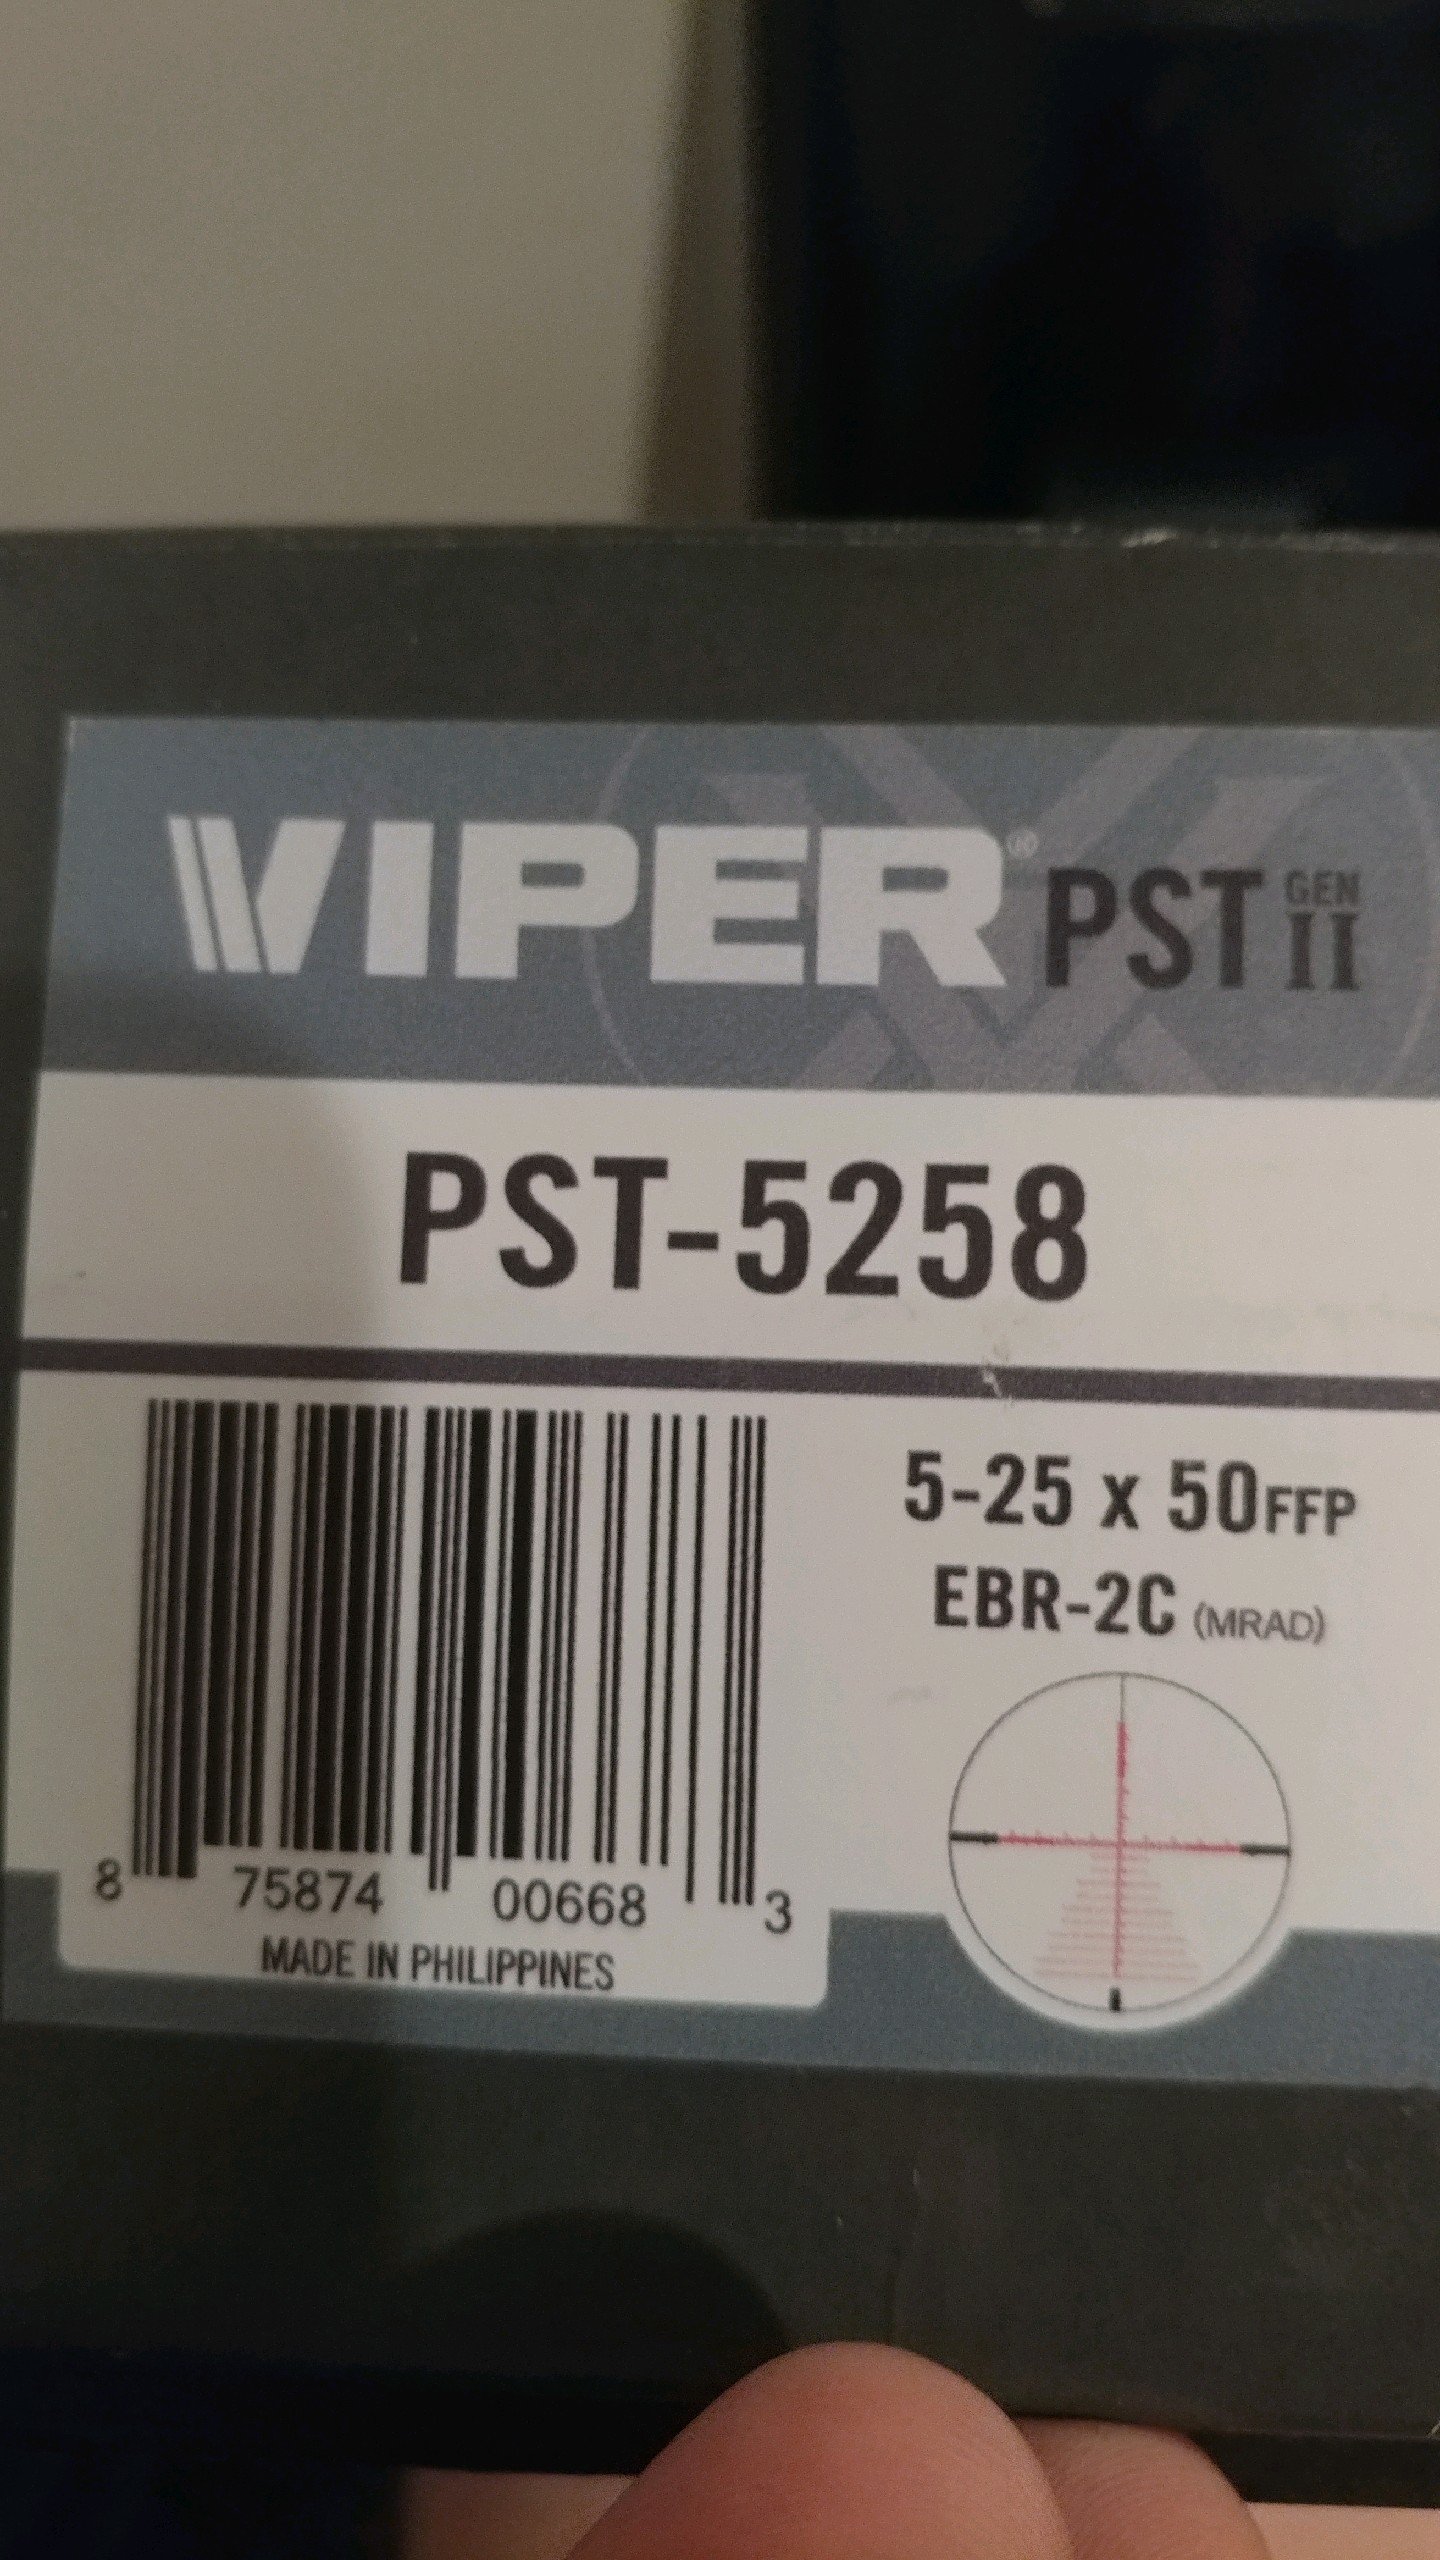 VIPER® PST GEN II
PST-5258
5-25 x 50FFP
EBR-2C (MRAD)
8 75874 00668 3
MADE IN PHILIPPINES